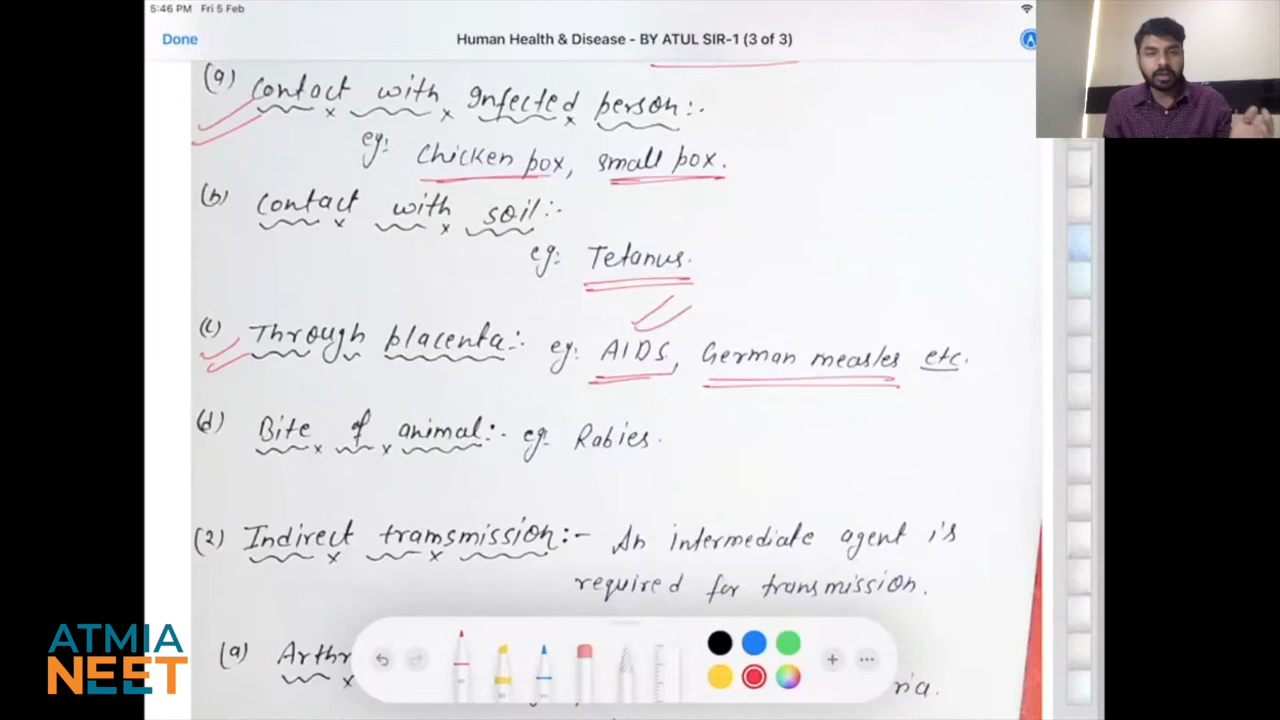 5:46 PM Fri 5 Feb
Done
Human Health & Disease - BY ATUL SIR-1 (3 of 3)
(a) Contact with Infected person:-
eg: Chicken pox, small pox.
(b) Contact with soil:-
eg: Tetanus.
(c) Through placenta:- eg: AIDS, German measles etc.
(d) Bite of animal:- eg: Rabies.
(2) Indirect transmission:- An intermediate agent is
required for transmission.
(a)
ATMIA
NEET